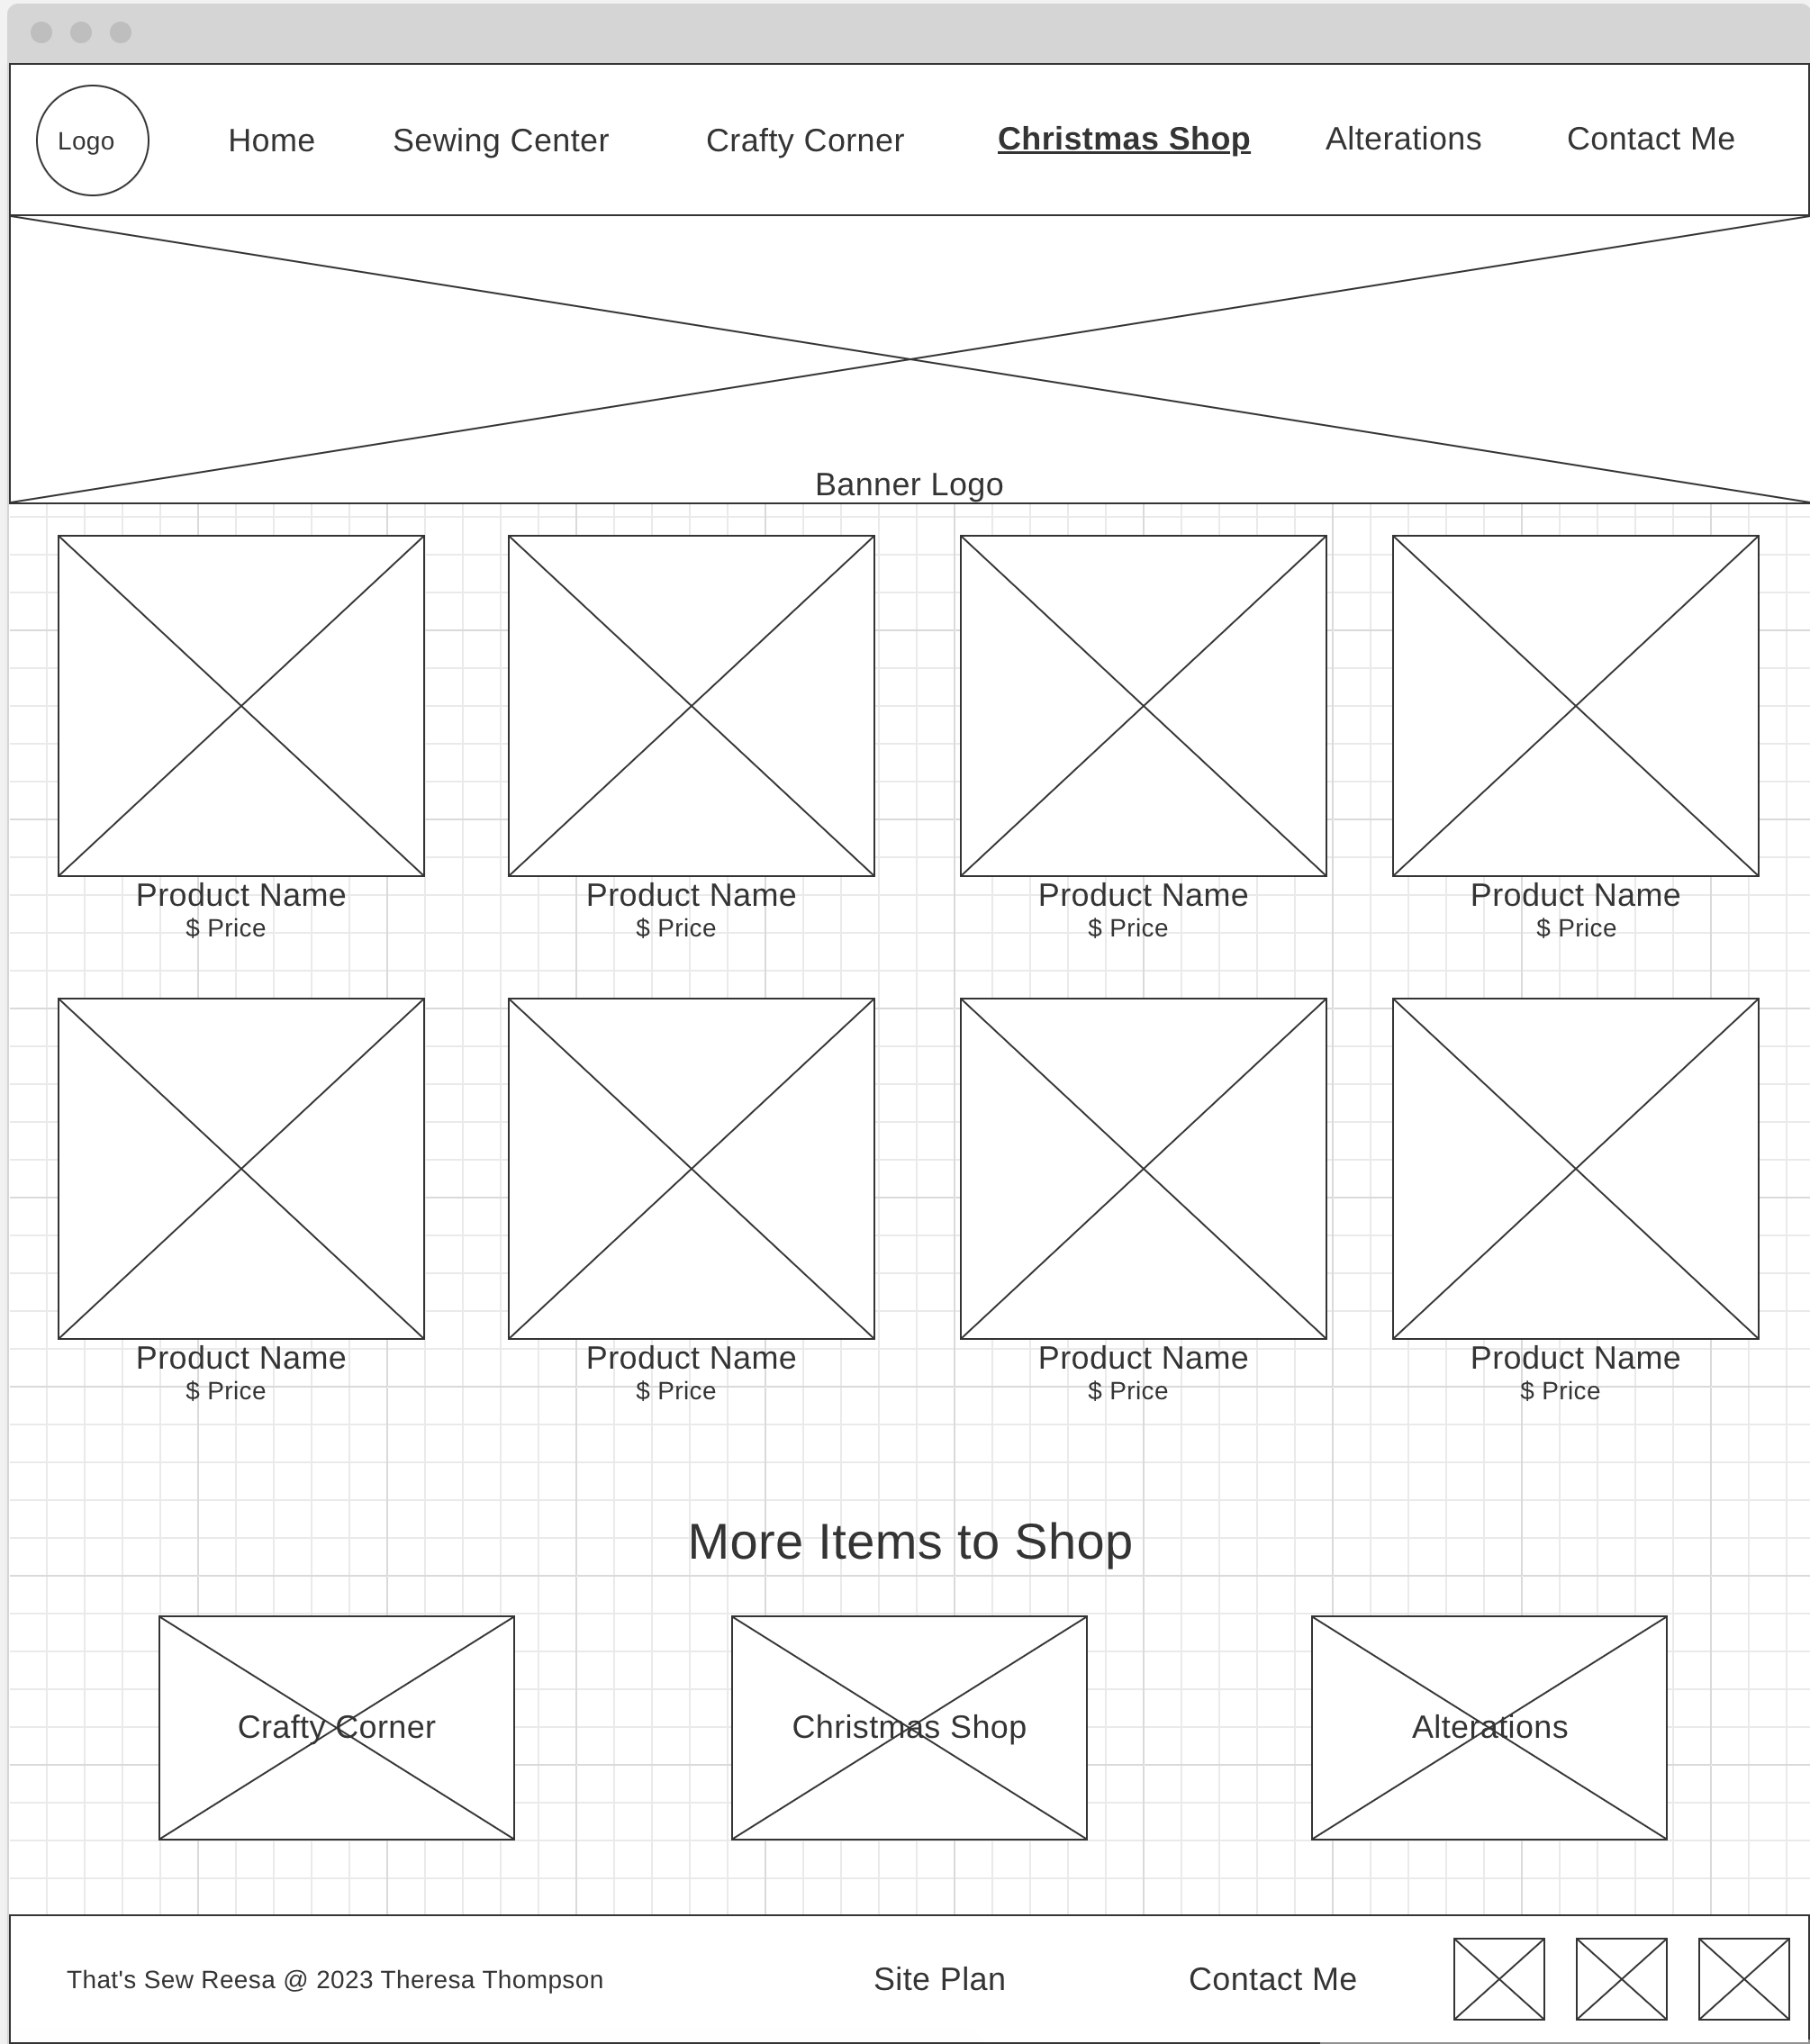 Logo
Home
Sewing Center
Crafty Corner
Christmas Shop
Alterations
Contact Me
Banner Logo
Product Name
$ Price
Product Name
$ Price
Product Name
$ Price
Product Name
$ Price
Product Name
$ Price
Product Name
$ Price
Product Name
$ Price
Product Name
$ Price
More Items to Shop
Crafty Corner
Christmas Shop
Alterations
That's Sew Reesa @ 2023 Theresa Thompson
Site Plan
Contact Me